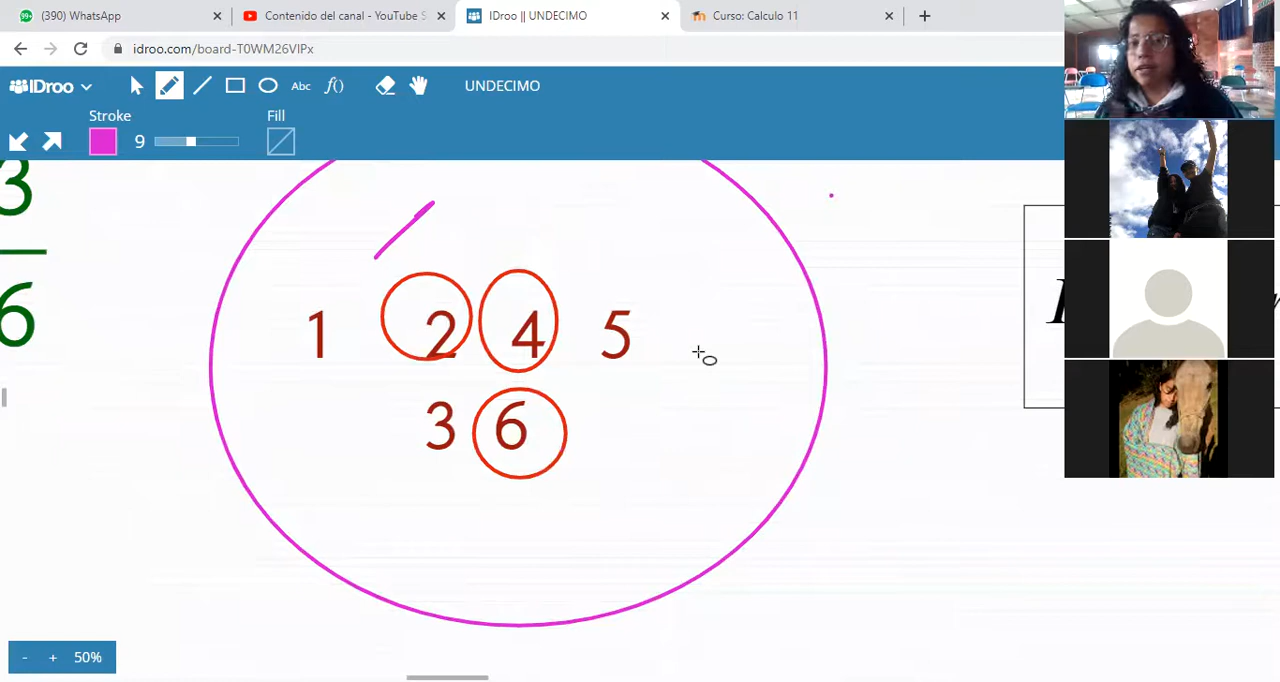 (390) WhatsApp
Contenido del canal - YouTube S
IDroo || UNDECIMO
Curso: Calculo 11
idroo.com/board-T0WM26VIPx
IDroo
Abc
f()
UNDECIMO
Stroke
Fill
9
3
6
1 2 4 5
3 6
- + 50%